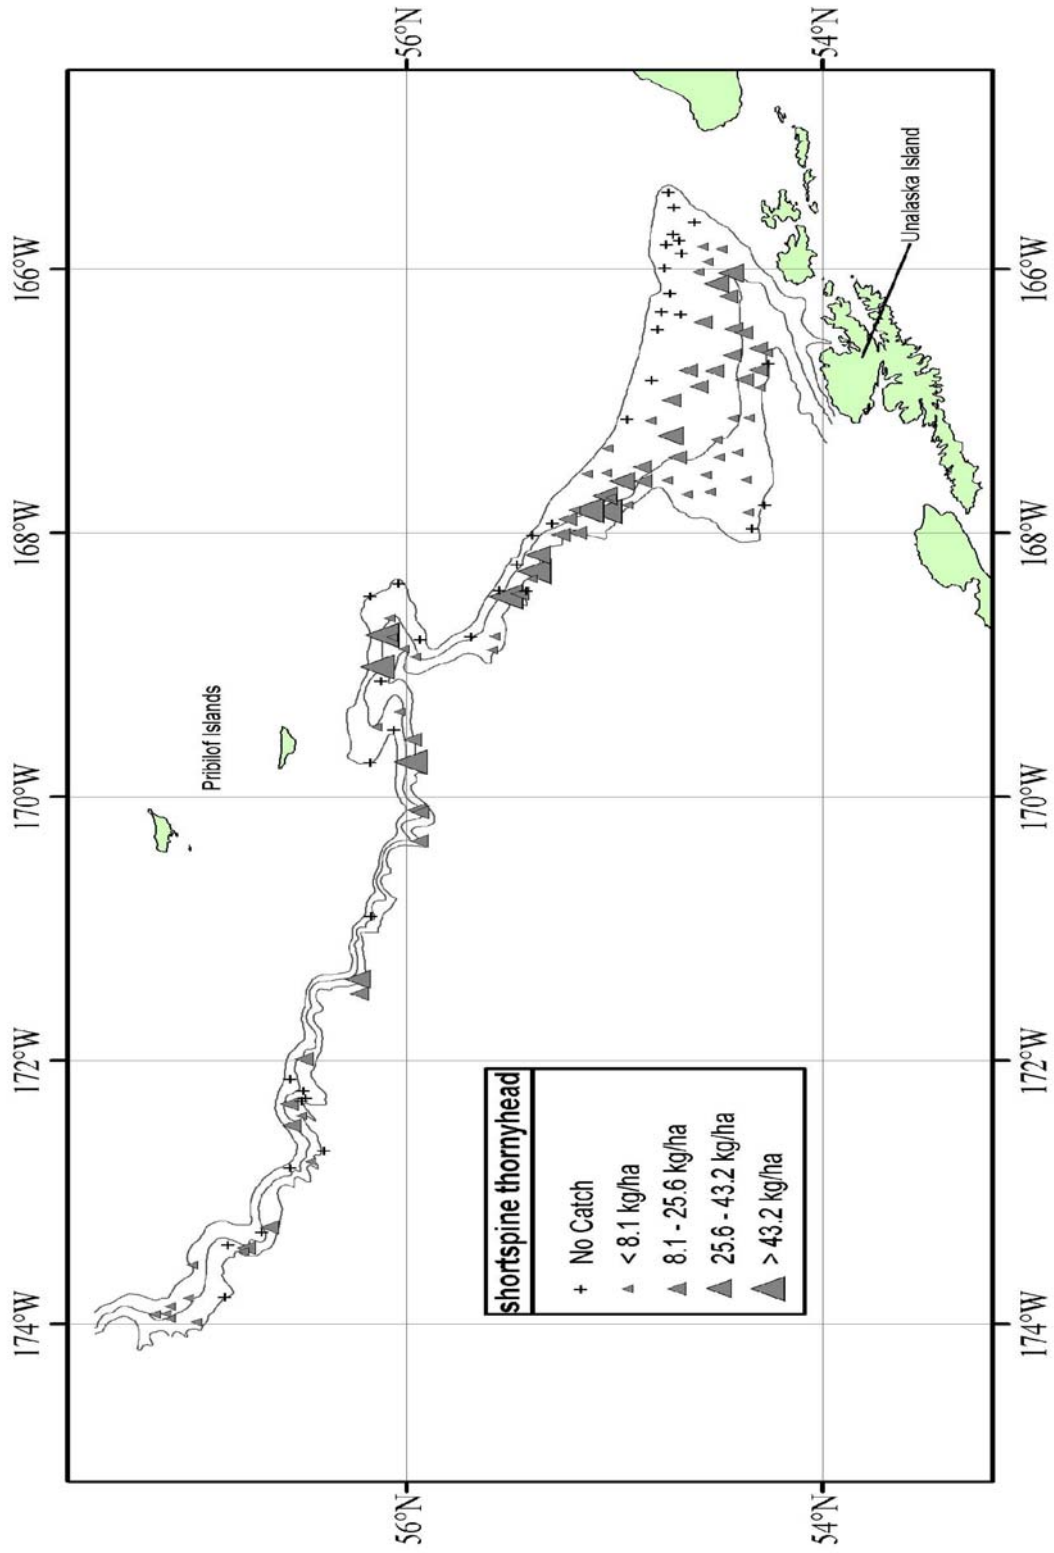 174°W
172°W
170°W
168°W
166°W
56°N
56°N
Pribilof Islands
shortspine thornyhead
No Catch
< 8.1 kg/ha
8.1 - 25.6 kg/ha
25.6 - 43.2 kg/ha
> 43.2 kg/ha
Unalaska Island
54°N
54°N
174°W
172°W
170°W
168°W
166°W